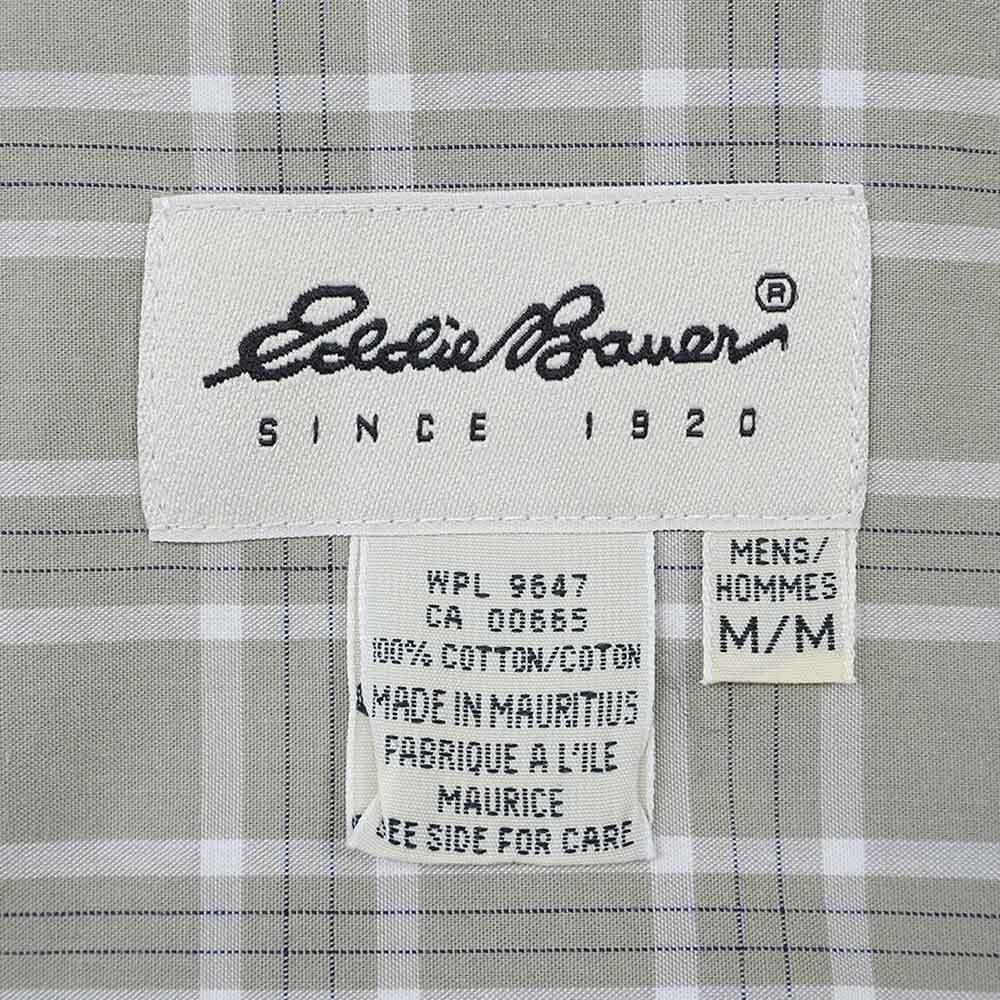 Eddie Bauer ®
SINCE 1920
WPL 9647
CA 00665
100% COTTON/COTON
MADE IN MAURITIUS
FABRIQUE A L'ILE
MAURICE
SEE SIDE FOR CARE
MENS/
HOMMES
M/M